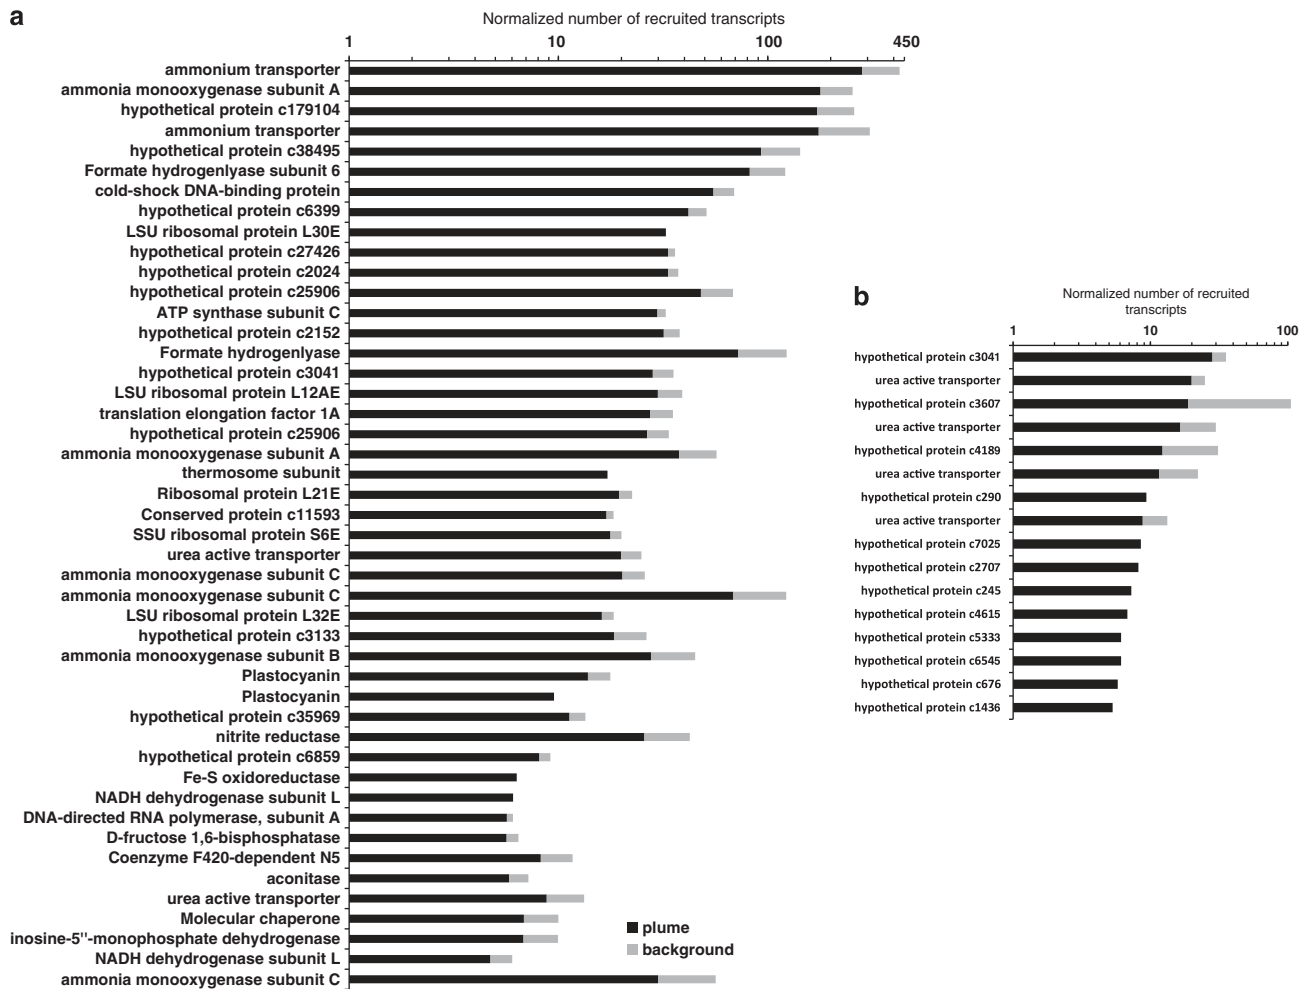 a
Normalized number of recruited transcripts
1 10 100 450
ammonium transporter
ammonia monooxygenase subunit A
hypothetical protein c179104
ammonium transporter
hypothetical protein c38495
Formate hydrogenlyase subunit 6
cold-shock DNA-binding protein
hypothetical protein c6399
LSU ribosomal protein L30E
hypothetical protein c27426
hypothetical protein c2024
hypothetical protein c25906
ATP synthase subunit C
hypothetical protein c2152
Formate hydrogenlyase
hypothetical protein c3041
LSU ribosomal protein L12AE
translation elongation factor 1A
hypothetical protein c25906
ammonia monooxygenase subunit A
thermosome subunit
Ribosomal protein L21E
Conserved protein c11593
SSU ribosomal protein S6E
urea active transporter
ammonia monooxygenase subunit C
ammonia monooxygenase subunit C
LSU ribosomal protein L32E
hypothetical protein c3133
ammonia monooxygenase subunit B
Plastocyanin
Plastocyanin
hypothetical protein c35969
nitrite reductase
hypothetical protein c6859
Fe-S oxidoreductase
NADH dehydrogenase subunit L
DNA-directed RNA polymerase, subunit A
D-fructose 1,6-bisphosphatase
Coenzyme F420-dependent N5
aconitase
urea active transporter
Molecular chaperone
inosine-5"-monophosphate dehydrogenase
NADH dehydrogenase subunit L
ammonia monooxygenase subunit C
plume
background
b
Normalized number of recruited
transcripts
1 10 100
hypothetical protein c3041
urea active transporter
hypothetical protein c3607
urea active transporter
hypothetical protein c4189
urea active transporter
hypothetical protein c290
urea active transporter
hypothetical protein c7025
hypothetical protein c2707
hypothetical protein c245
hypothetical protein c4615
hypothetical protein c5333
hypothetical protein c6545
hypothetical protein c676
hypothetical protein c1436